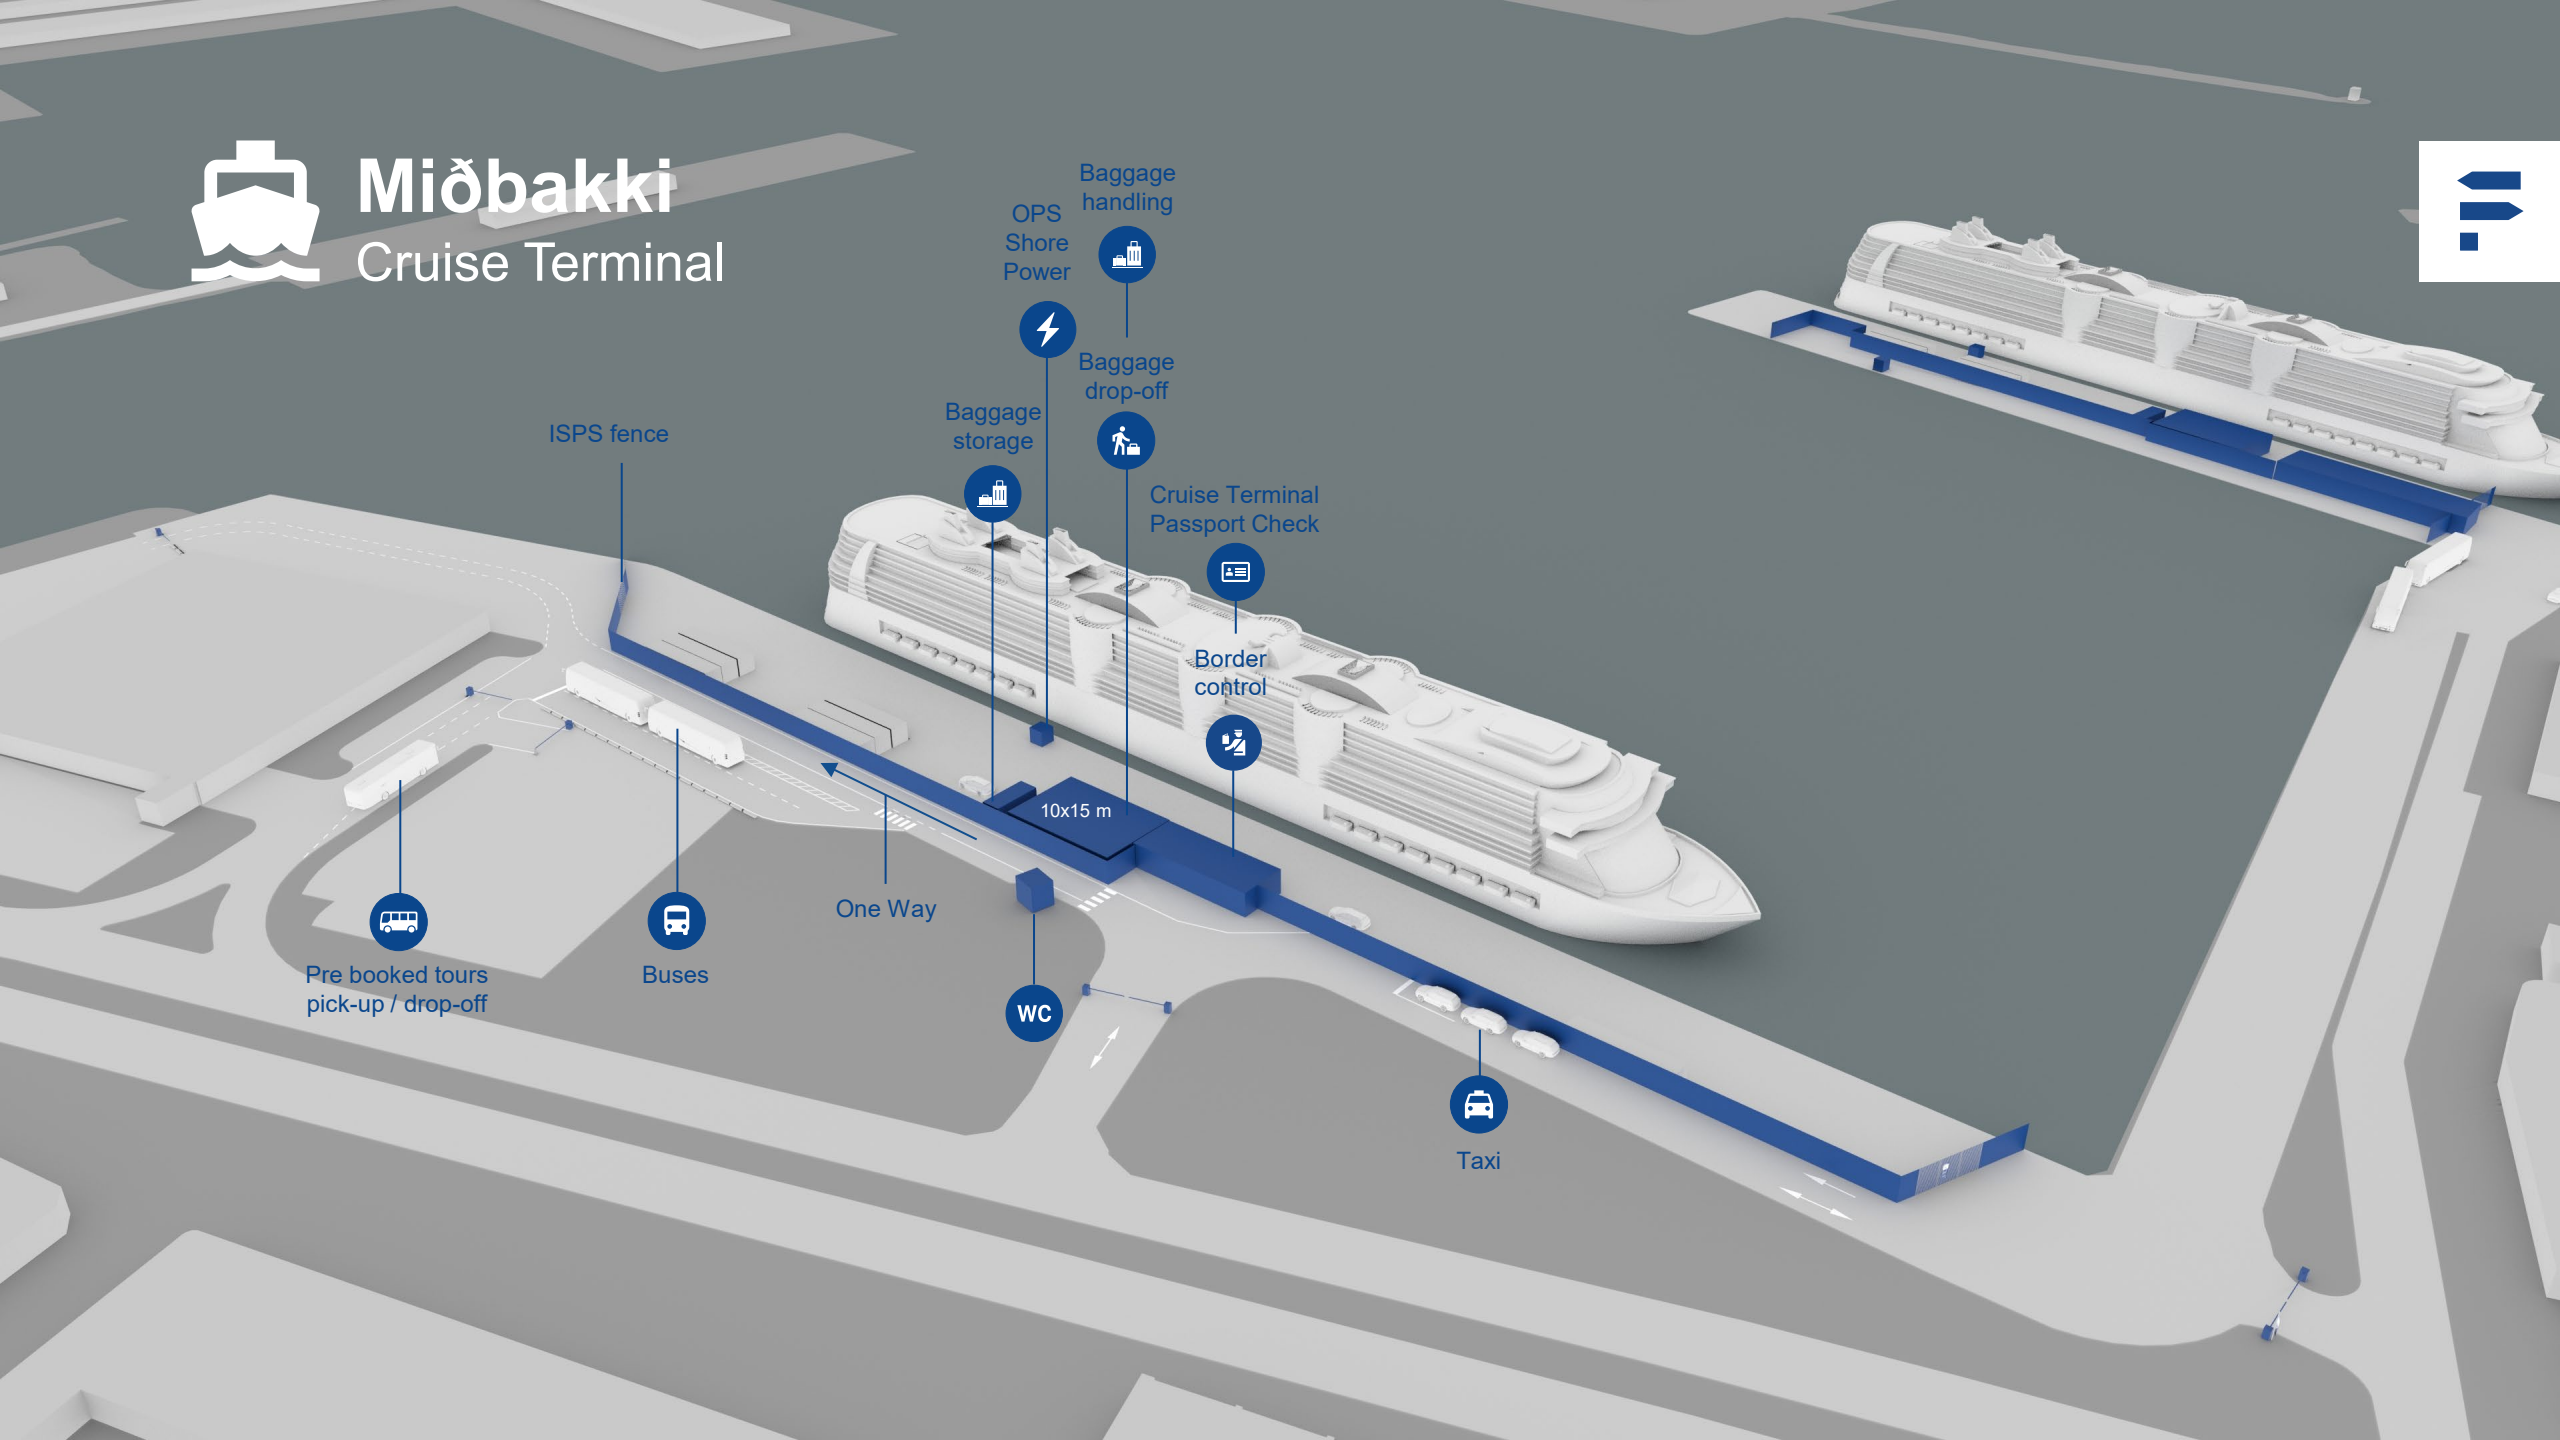 Miðbakki
Cruise Terminal
Baggage
handling
OPS
Shore
Power
Baggage
drop-off
Baggage
storage
ISPS fence
Cruise Terminal
Passport Check
Border
control
10x15 m
One Way
Pre booked tours
pick-up / drop-off
Buses
WC
Taxi